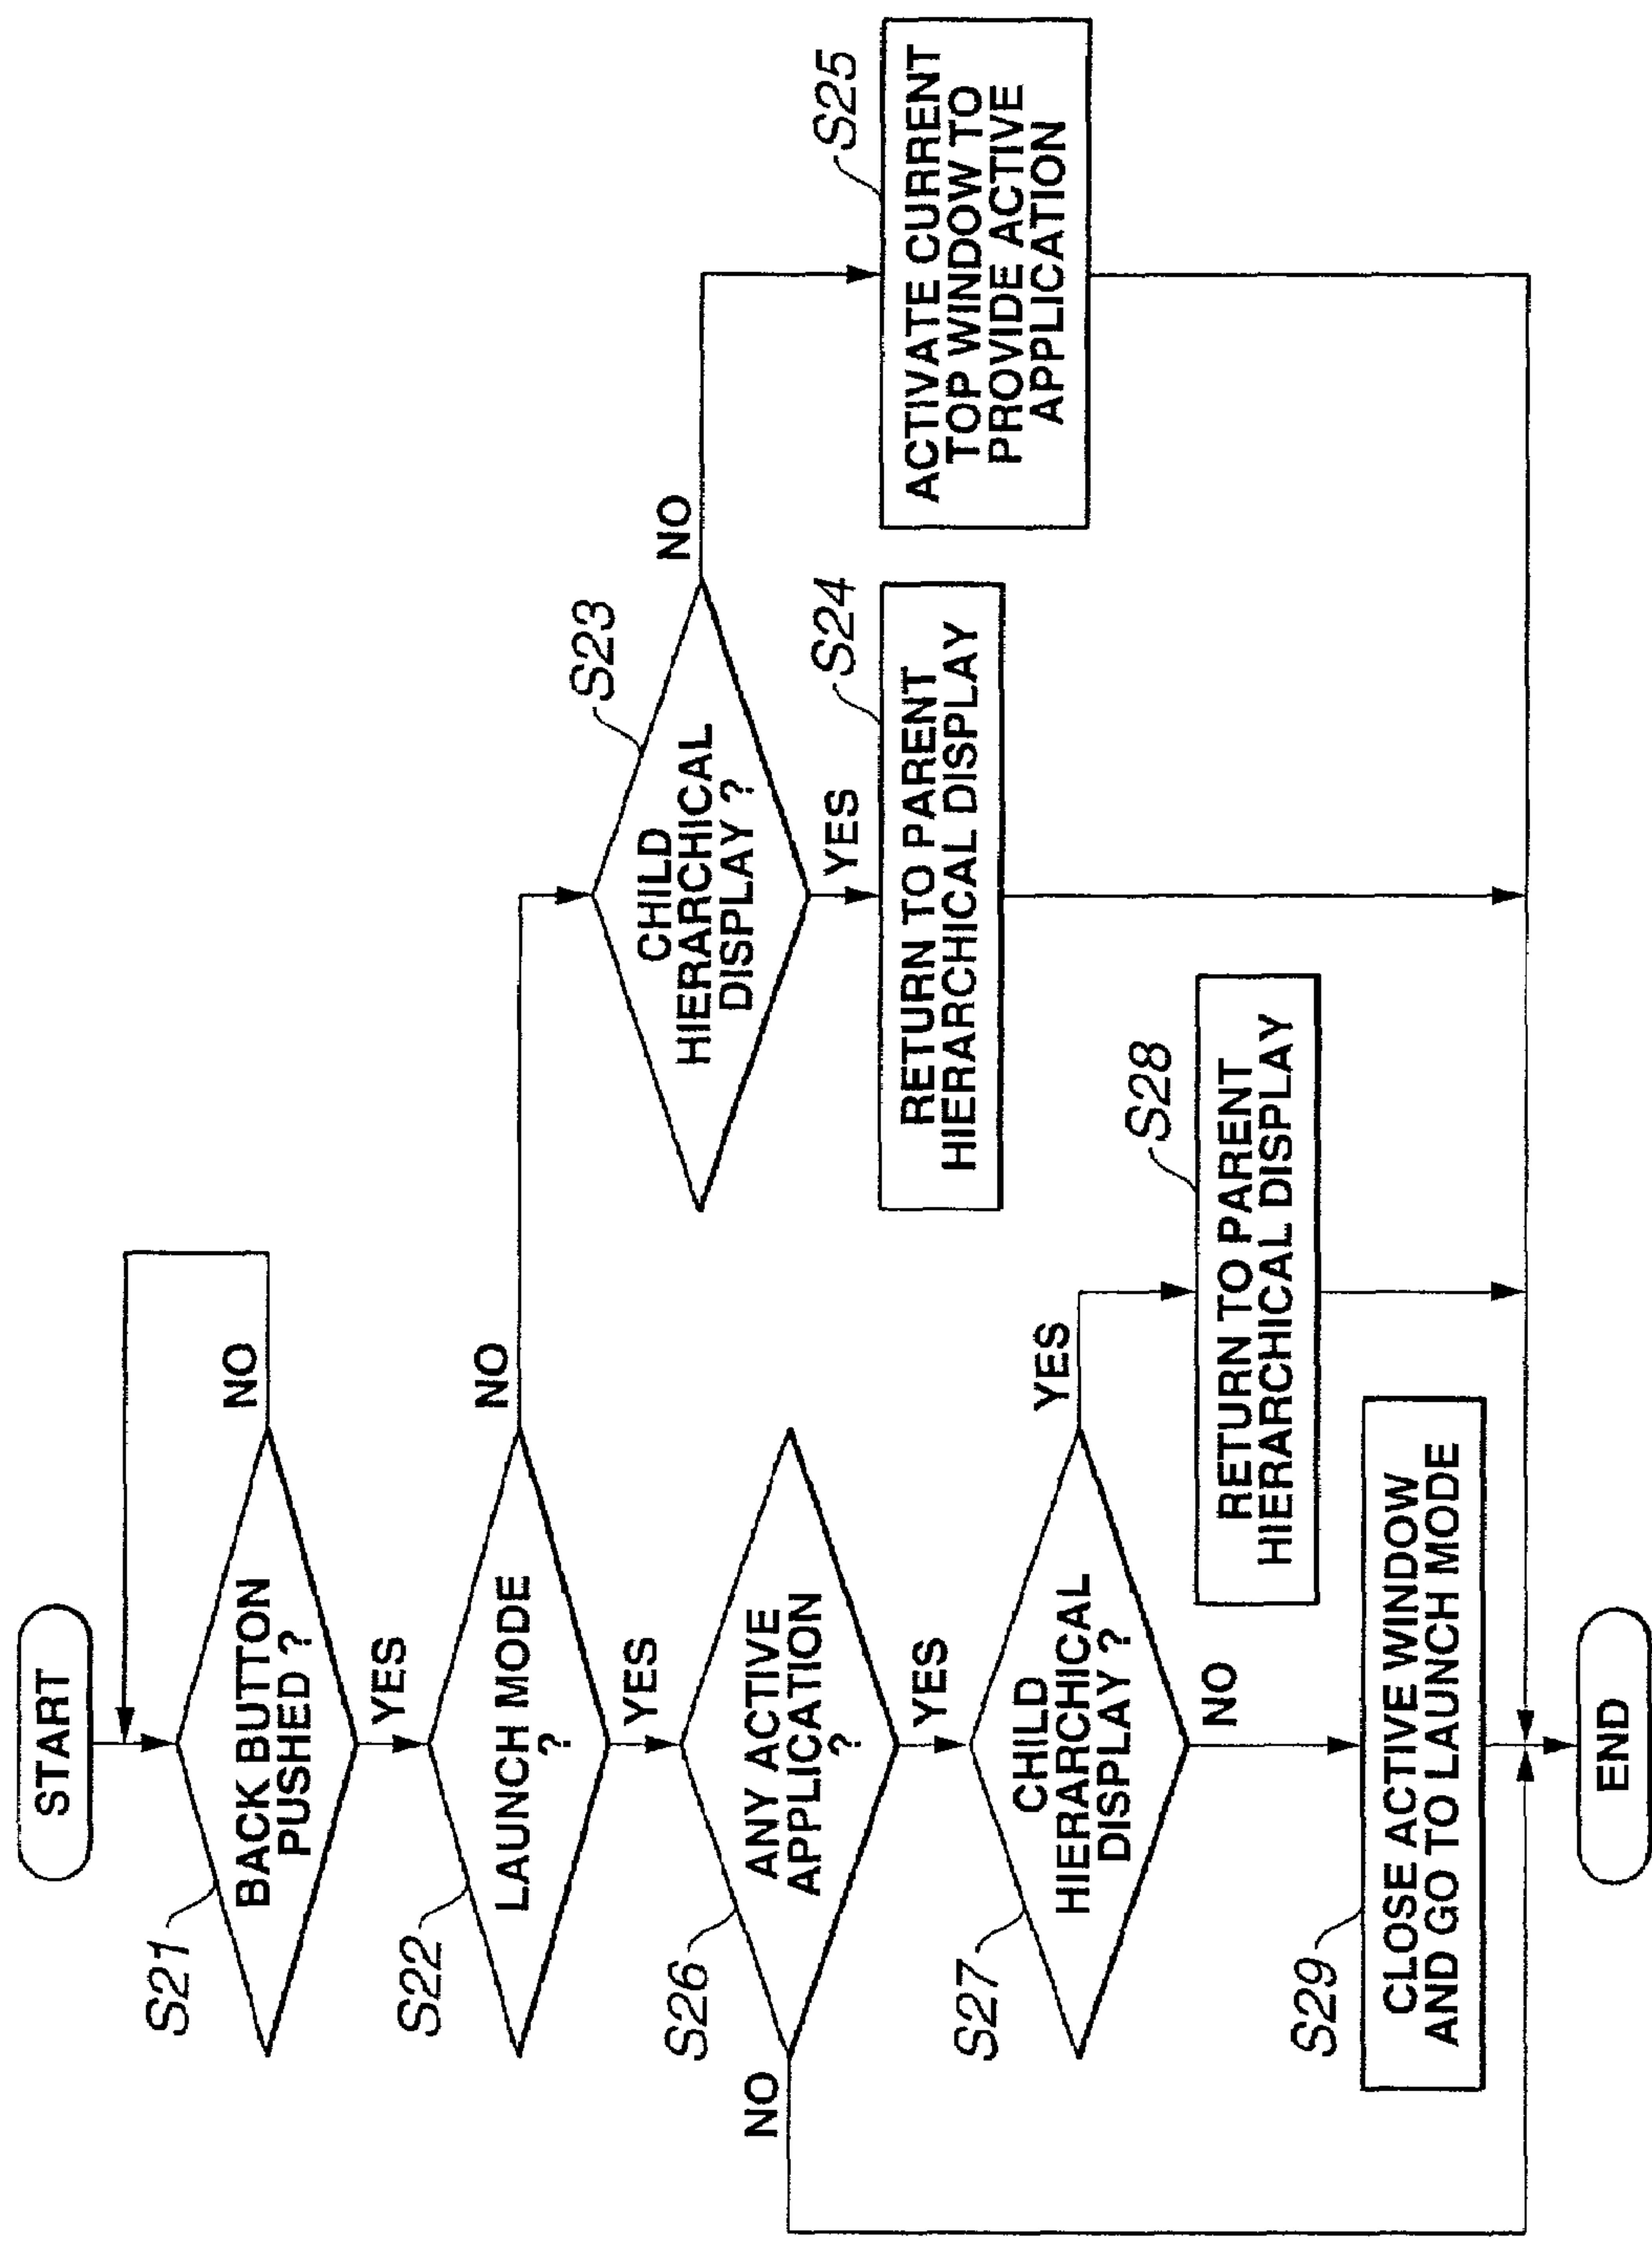 START
S21
BACK BUTTON
PUSHED ?
NO
YES
S22
LAUNCH MODE
?
NO
YES
S23
CHILD
HIERARCHICAL
DISPLAY ?
NO
YES
S24
RETURN TO PARENT
HIERARCHICAL DISPLAY
S25
ACTIVATE CURRENT
TOP WINDOW TO
PROVIDE ACTIVE
APPLICATION
S26
ANY ACTIVE
APPLICATION
?
NO
YES
S27
CHILD
HIERARCHICAL
DISPLAY ?
YES
NO
S28
RETURN TO PARENT
HIERARCHICAL DISPLAY
S29
CLOSE ACTIVE WINDOW
AND GO TO LAUNCH MODE
END